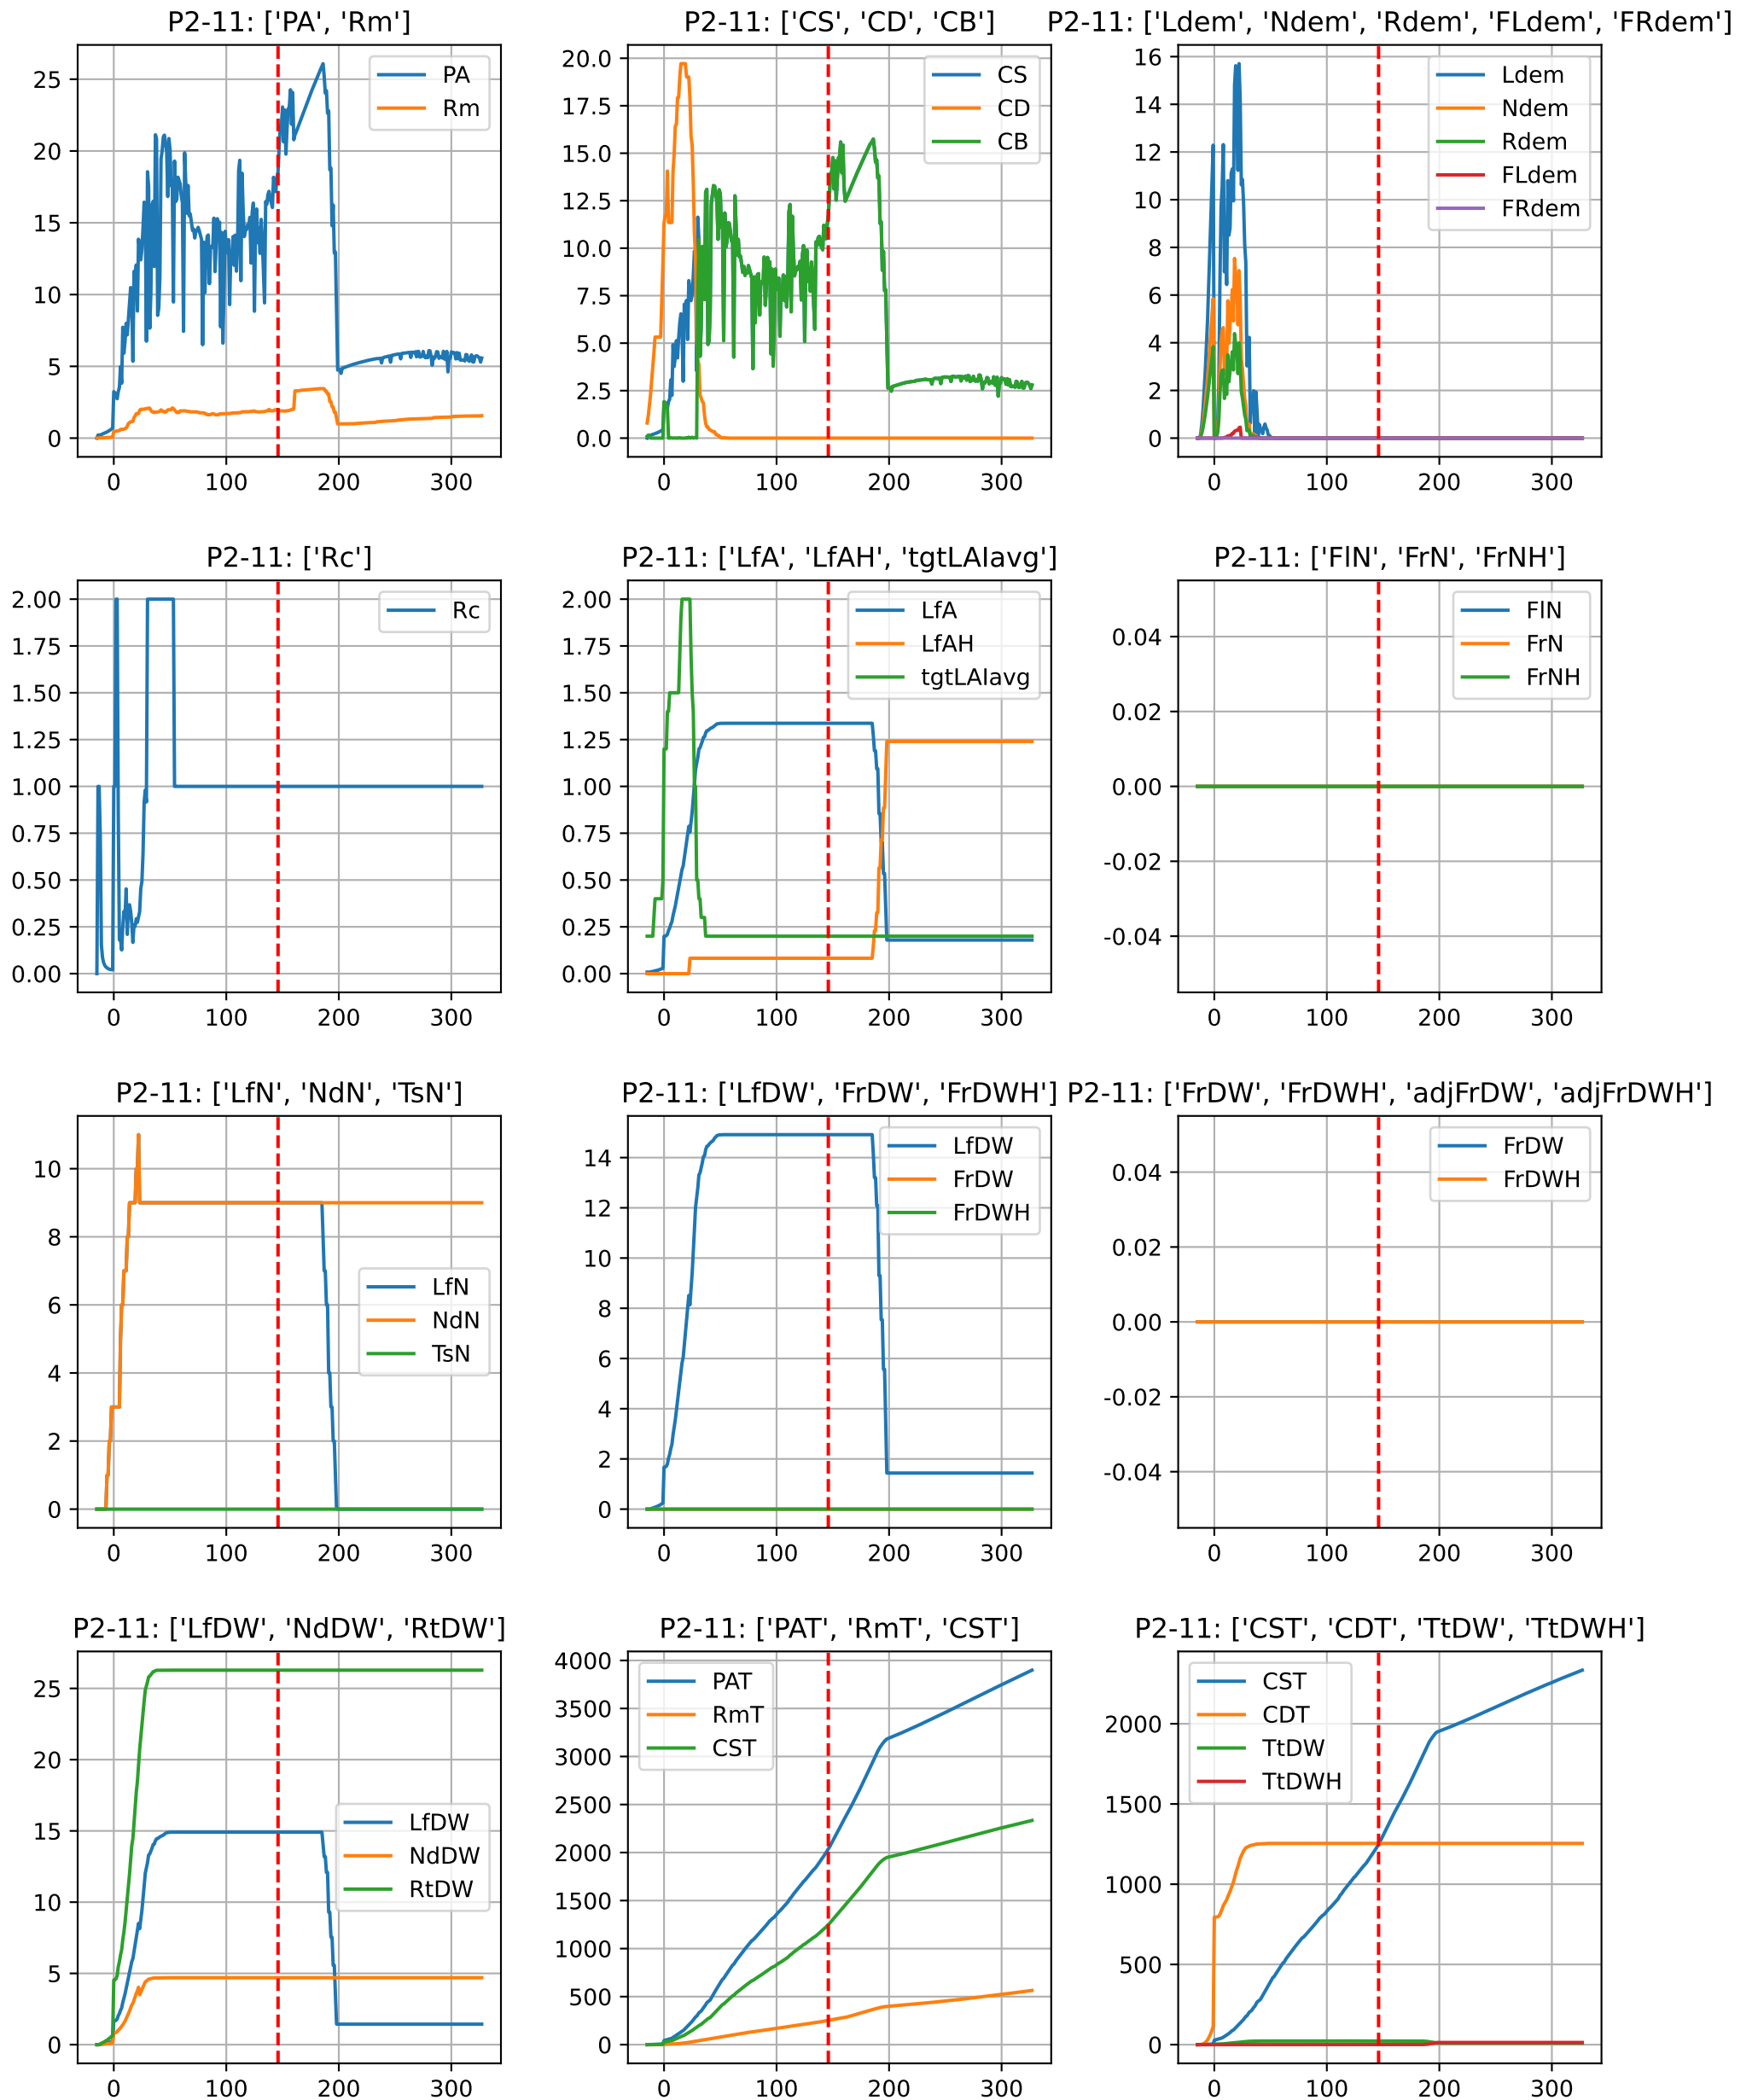 P2-11: ['PA', 'Rm']
25
20
15
10
5
0
0 100 200 300
PA
Rm
P2-11: ['CS', 'CD', 'CB']
20.0
17.5
15.0
12.5
10.0
7.5
5.0
2.5
0.0
0 100 200 300
CS
CD
CB
P2-11: ['Ldem', 'Ndem', 'Rdem', 'FLdem', 'FRdem']
16
14
12
10
8
6
4
2
0
0 100 200 300
Ldem
Ndem
Rdem
FLdem
FRdem
P2-11: ['Rc']
2.00
1.75
1.50
1.25
1.00
0.75
0.50
0.25
0.00
0 100 200 300
Rc
P2-11: ['LfA', 'LfAH', 'tgtLAIavg']
2.00
1.75
1.50
1.25
1.00
0.75
0.50
0.25
0.00
0 100 200 300
LfA
LfAH
tgtLAIavg
P2-11: ['FlN', 'FrN', 'FrNH']
0.04
0.02
0.00
-0.02
-0.04
0 100 200 300
FlN
FrN
FrNH
P2-11: ['LfN', 'NdN', 'TsN']
10
8
6
4
2
0
0 100 200 300
LfN
NdN
TsN
P2-11: ['LfDW', 'FrDW', 'FrDWH']
14
12
10
8
6
4
2
0
0 100 200 300
LfDW
FrDW
FrDWH
P2-11: ['FrDW', 'FrDWH', 'adjFrDW', 'adjFrDWH']
0.04
0.02
0.00
-0.02
-0.04
0 100 200 300
FrDW
FrDWH
P2-11: ['LfDW', 'NdDW', 'RtDW']
25
20
15
10
5
0
0 100 200 300
LfDW
NdDW
RtDW
P2-11: ['PAT', 'RmT', 'CST']
4000
3500
3000
2500
2000
1500
1000
500
0
0 100 200 300
PAT
RmT
CST
P2-11: ['CST', 'CDT', 'TtDW', 'TtDWH']
2000
1500
1000
500
0
0 100 200 300
CST
CDT
TtDW
TtDWH